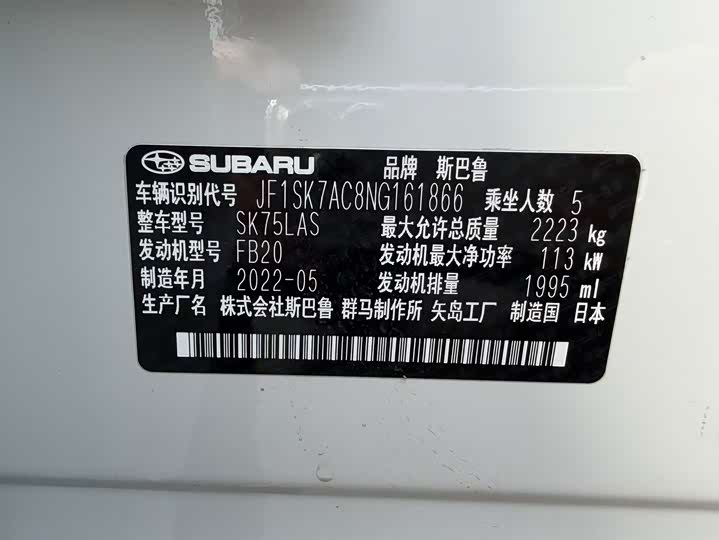 SUBARU 品牌 斯巴鲁
车辆识别代号 JF1SK7AC8NG161866 乘坐人数 5
整车型号 SK75LAS 最大允许总质量 2223 kg
发动机型号 FB20 发动机最大净功率 113 kW
制造年月 2022-05 发动机排量 1995 ml
生产厂名 株式会社斯巴鲁 群马制作所 矢岛工厂 制造国 日本